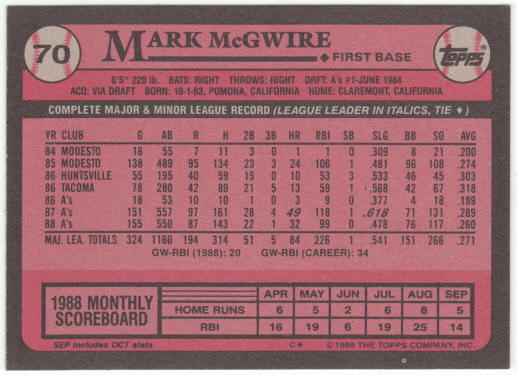 70 MARK McGWIRE
FIRST BASE topps
6'5" 220 lb. BATS: RIGHT THROWS: RIGHT DRFT: A's #1-JUNE 1984
ACQ: VIA DRAFT BORN: 10-1-63, POMONA, CALIFORNIA HOME: CLAREMONT, CALIFORNIA
COMPLETE MAJOR & MINOR LEAGUE RECORD (LEAGUE LEADER IN ITALICS, TIE ♦)
YR CLUB G AB R H 2B 3B HR RBI SB SLG BB SO AVG
84 MODESTO 16 55 7 11 3 0 1 1 0 .309 8 21 .200
85 MODESTO 138 489 95 134 23 3 24 106 1 .481 96 108 .274
86 HUNTSVILLE 55 195 40 59 15 0 10 53 3 .533 46 45 .303
86 TACOMA 78 280 42 89 21 5 13 59 1 .568 42 67 .318
86 A's 18 53 10 10 1 0 3 9 0 .377 4 18 .189
87 A's 151 557 97 161 28 4 49 118 1 .618 71 131 .289
88 A's 155 550 87 143 22 1 32 99 0 .478 76 117 .260
MAJ. LEA. TOTALS 324 1160 194 314 51 5 84 226 1 .541 151 266 .271
GW-RBI (1988): 20 GW-RBI (CAREER): 34
1988 MONTHLY SCOREBOARD
APR MAY JUN JUL AUG SEP
HOME RUNS 6 5 2 6 8 5
RBI 16 19 6 19 25 14
SEP includes OCT stats C* ©1989 THE TOPPS COMPANY, INC.